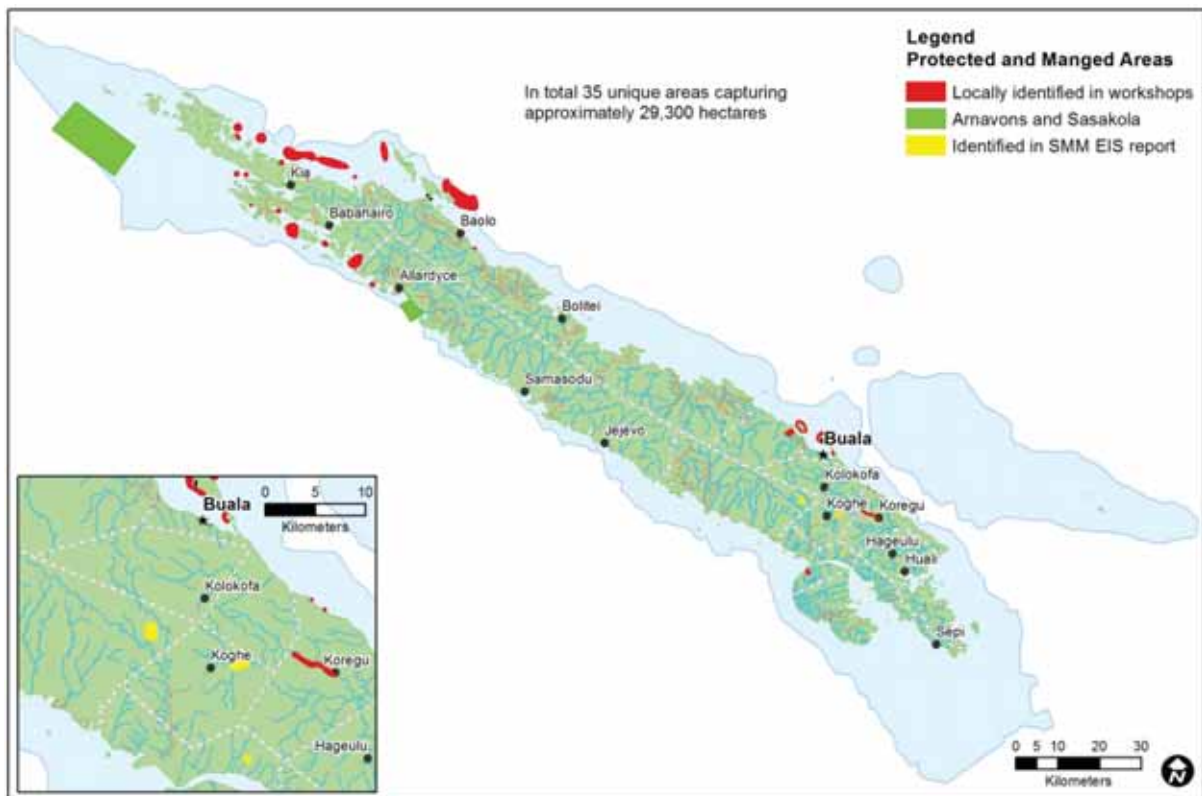 Legend
Protected and Manged Areas
Locally identified in workshops
Arnavons and Sasakola
Identified in SMM EIS report
In total 35 unique areas capturing
approximately 29,300 hectares
Kia
Babahairo
Baolo
Allardyce
Bolitei
Samasodu
Jejevo
Buala
Kolokofa
Koghe
Koregu
Hageulu
Huali
Sepi
0 5 10 20 30
Kilometers
N
0 5 10
Kilometers
Buala
Kolokofa
Koghe
Koregu
Hageulu